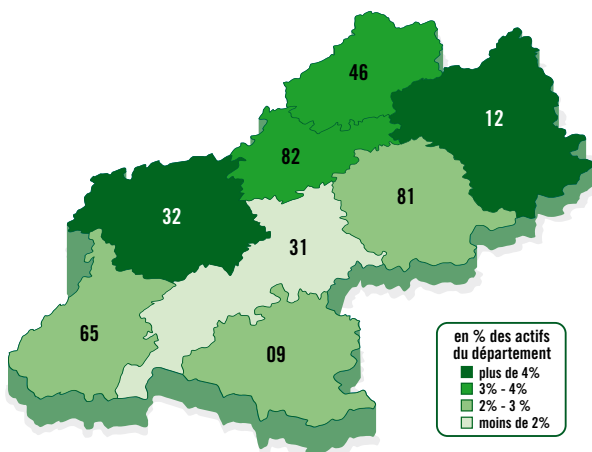 46
12
82
81
32
31
65
09
en % des actifs
du département
plus de 4%
3% - 4%
2% - 3 %
moins de 2%